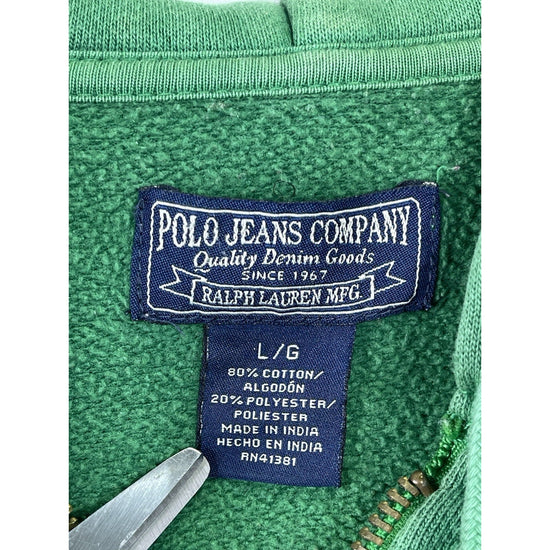 POLO JEANS COMPANY
Quality Denim Goods
SINCE 1967
RALPH LAUREN MFG.
L/G
80% COTTON/
ALGODÓN
20% POLYESTER/
POLIESTER
MADE IN INDIA
HECHO EN INDIA
RN41381